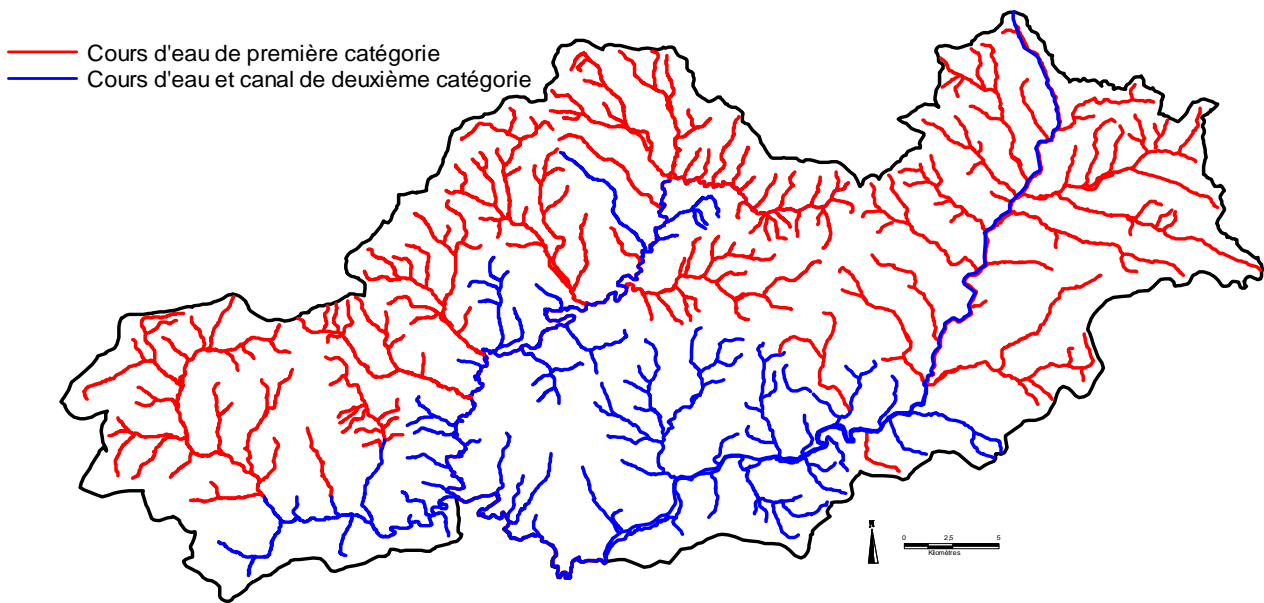 Cours d'eau de première catégorie
Cours d'eau et canal de deuxième catégorie
N
0 2,5 5
Kilomètres